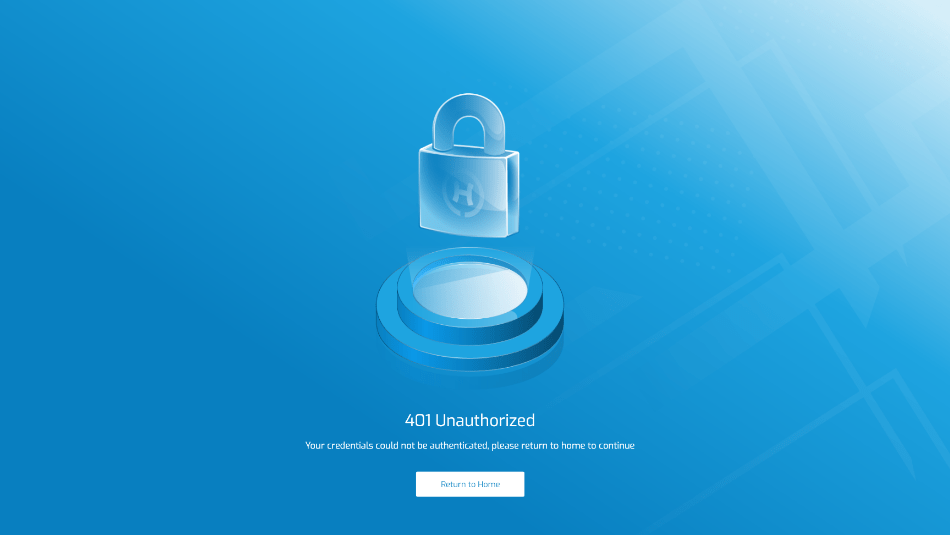 H
401 Unauthorized
Your credentials could not be authenticated, please return to home to continue
Return to Home